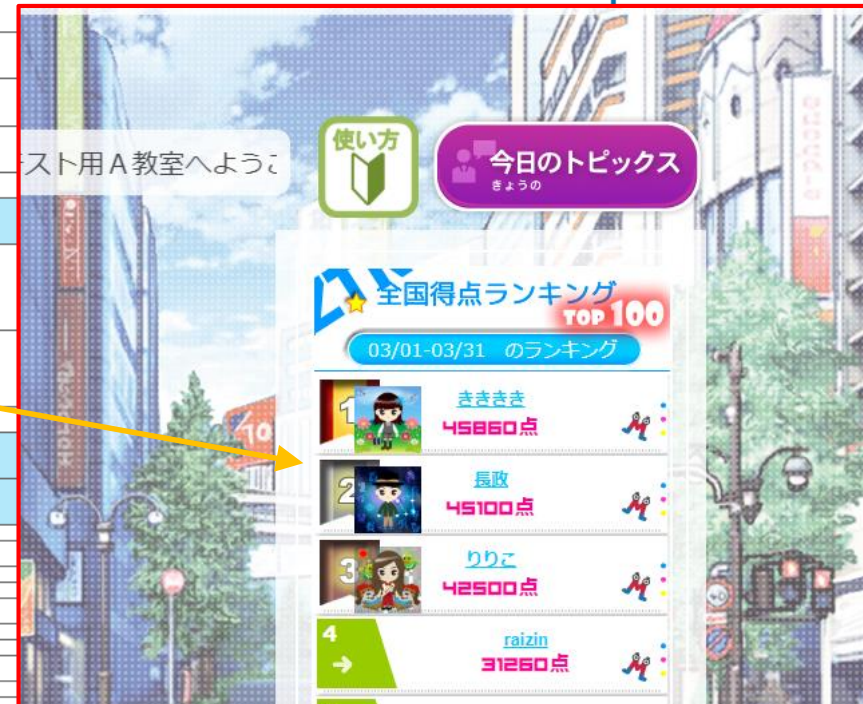 スト用A教室へようこ
使い方
今日のトピックス
きょうの
全国得点ランキング
TOP 100
03/01-03/31 のランキング
1
きききき
45860点
2
長政
45100点
3
りりこ
42500点
4
raizin
31260点